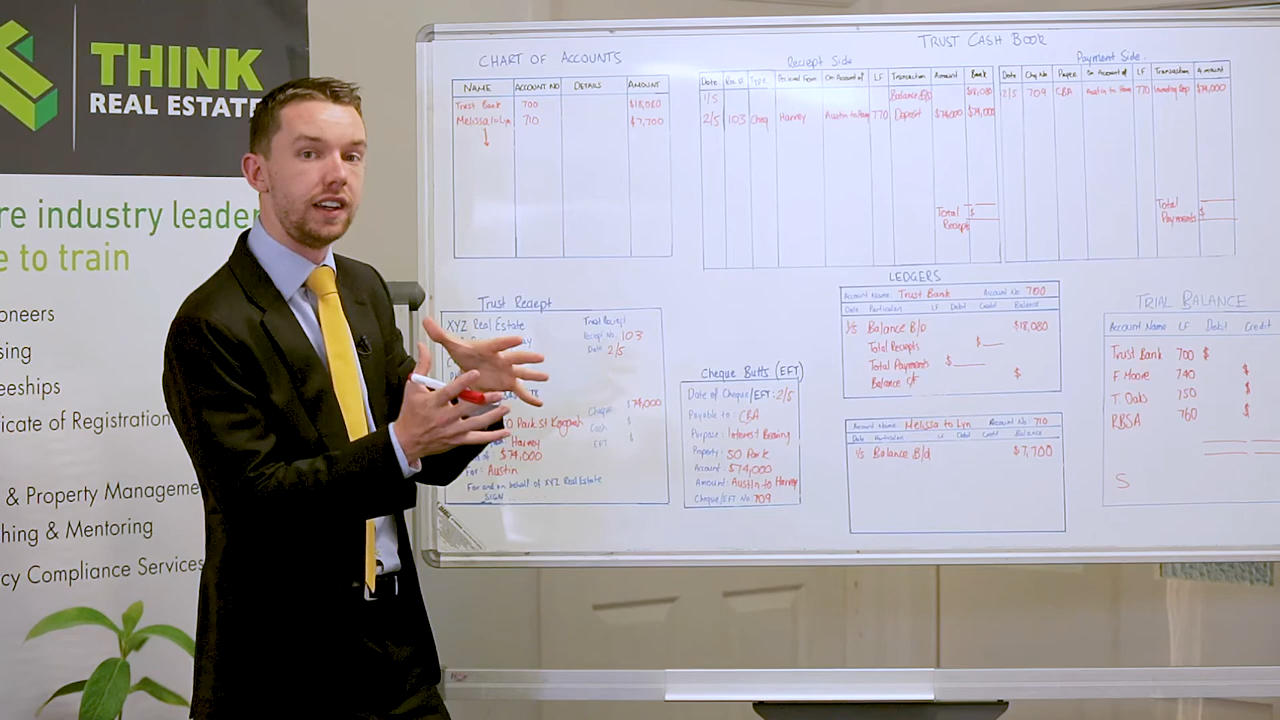 THINK
REAL ESTATE
re industry leader
e to train
oneers
sing
eeships
ficate of Registration
& Property Manageme
hing & Mentoring
cy Compliance Services
CHART OF ACCOUNTS
NAME ACCOUNT NO DETAILS AMOUNT
Trust Bank 700 $18,080
Melissa to Lyn 710 $7,700
TRUST CASH BOOK
Reciept Side
Date Rec # Type Recieved From On Account of LF Transaction Amount Bank
1/5 Balance B/D $18,080
2/5 103 Cheq Harvey Austin to Harv 770 Deposit $74,000 $74,000
Total Receipts $
Payment Side
Date Chq No. Payee On Account of LF Transaction Amount
2/5 709 CBA Austin to Harv 770 $74,000
Total Payments $
Trust Reciept
XYZ Real Estate
Trust Reciept
Reciept No. 103
Date 2/5
Park St Kingpah
Harvey
$74,000
For: Austin
Cheque $74,000
Cash $
EFT $
For and on behalf of XYZ Real Estate
SIGN
Cheque Butts (EFT)
Date of Cheque/EFT: 2/5
Payable to: CBA
Purpose: Interest Bearing
Property: 50 Park
Account: $74,000
Amount: Austin to Harvey
Cheque/EFT No: 709
LEDGERS
Account Name: Trust Bank Account No: 700
Date Particulars LF Debit Credit Balance
1/5 Balance B/D $18,080
Total Receipts $
Total Payments $
Balance C/F $
Account Name: Melissa to Lyn Account No: 710
Date Particulars LF Debit Credit Balance
1/5 Balance B/d $7,700
TRIAL BALANCE
Account Name LF Debit Credit
Trust Bank 700 $
F Moore 740 $
T. Oaks 750 $
RBSA 760 $
S